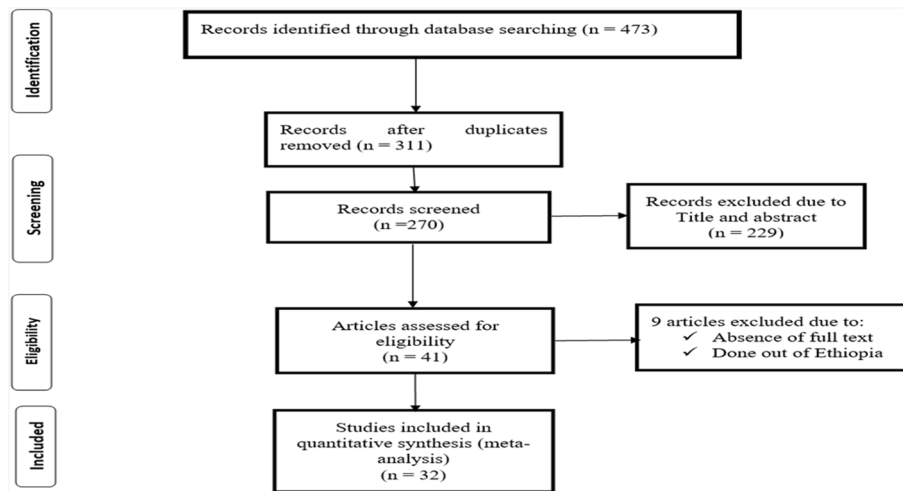 Identification
Records identified through database searching (n = 473)
Records after duplicates
removed (n = 311)
Screening
Records screened
(n =270)
Records excluded due to
Title and abstract
(n = 229)
Eligibility
Articles assessed for
eligibility
(n = 41)
9 articles excluded due to:
✓ Absence of full text
✓ Done out of Ethiopia
Included
Studies included in
quantitative synthesis (meta-
analysis)
(n = 32)